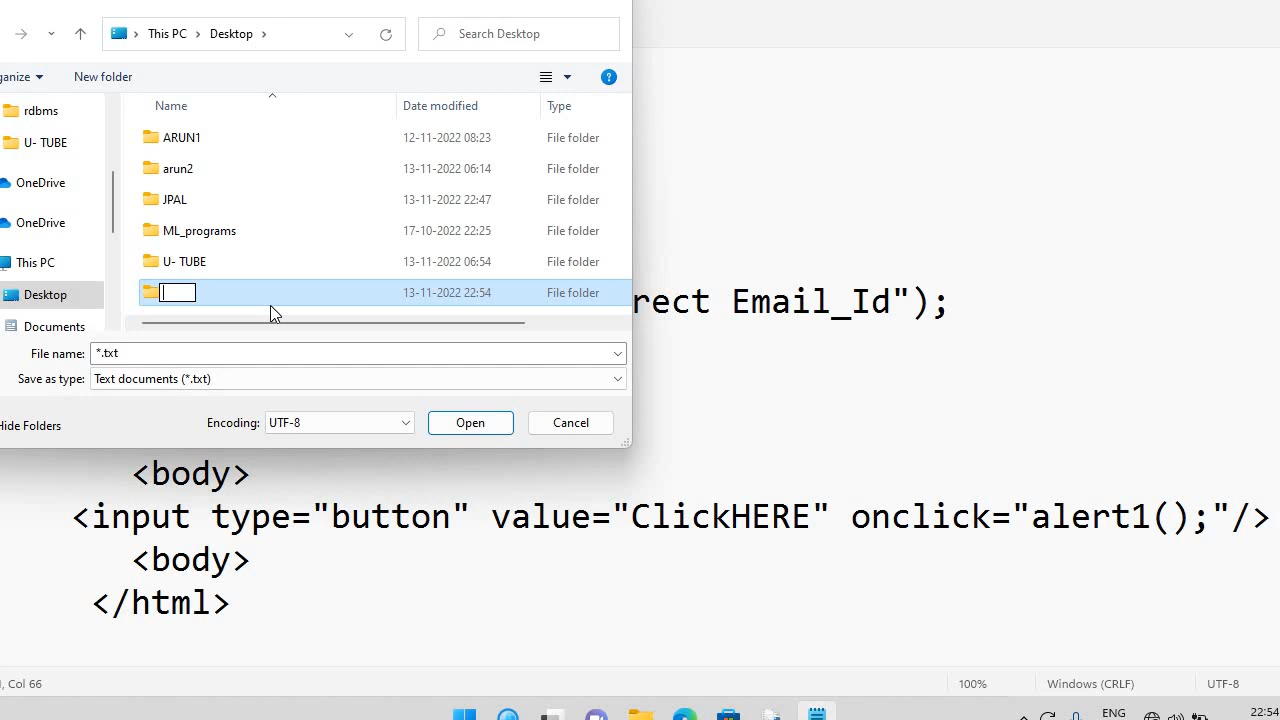 This PC > Desktop >
Search Desktop
ganize
New folder
Name Date modified Type
rdbms
U- TUBE
OneDrive
OneDrive
This PC
Desktop
Documents
ARUN1 12-11-2022 08:23 File folder
arun2 13-11-2022 06:14 File folder
JPAL 13-11-2022 22:47 File folder
ML_programs 17-10-2022 22:25 File folder
U- TUBE 13-11-2022 06:54 File folder
13-11-2022 22:54 File folder
File name: *.txt
Save as type: Text documents (*.txt)
Hide Folders
Encoding: UTF-8
Open
Cancel
rect Email_Id");
<body>
<input type="button" value="ClickHERE" onclick="alert1();"/>
<body>
</html>
, Col 66
100%
Windows (CRLF)
UTF-8
ENG
22:54